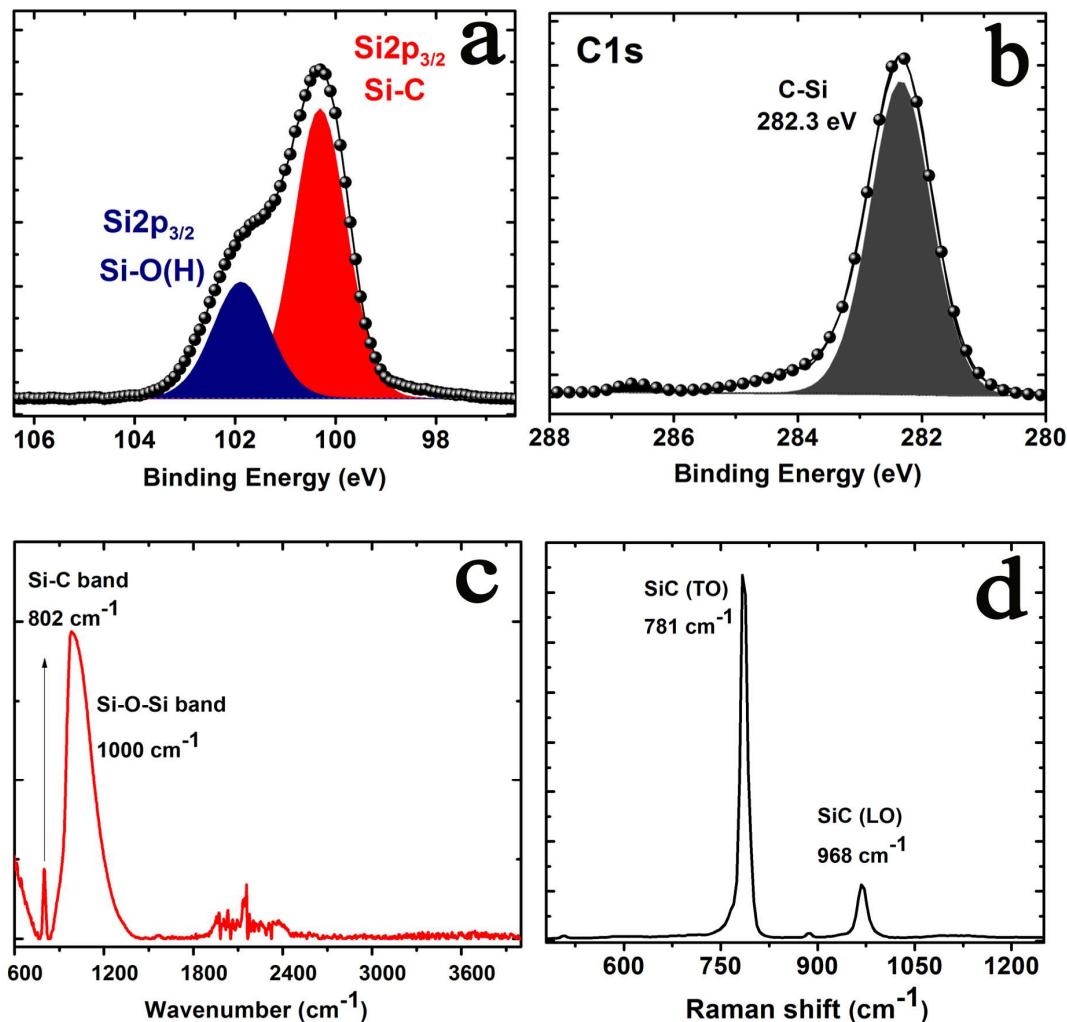 a
Si2p₃/₂
Si-C
Si2p₃/₂
Si-O(H)
106 104 102 100 98
Binding Energy (eV)
b
C1s
C-Si
282.3 eV
288 286 284 282 280
Binding Energy (eV)
c
Si-C band
802 cm⁻¹
Si-O-Si band
1000 cm⁻¹
600 1200 1800 2400 3000 3600
Wavenumber (cm⁻¹)
d
SiC (TO)
781 cm⁻¹
SiC (LO)
968 cm⁻¹
600 750 900 1050 1200
Raman shift (cm⁻¹)